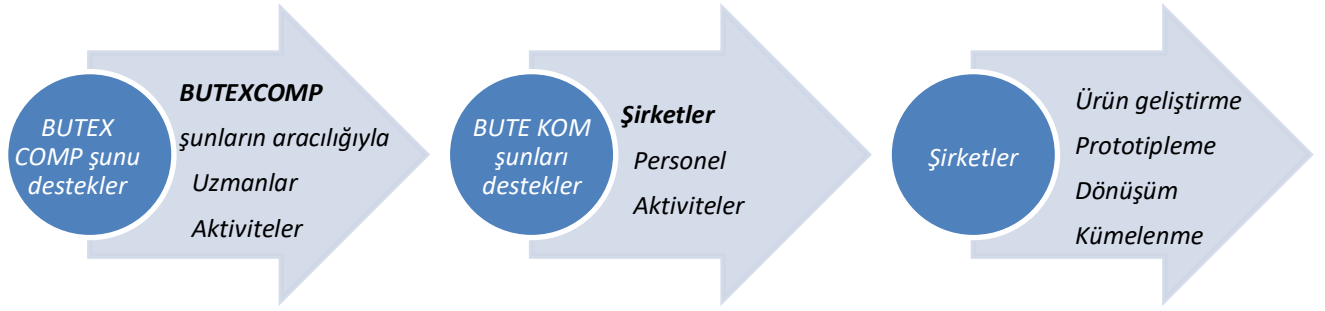 BUTEX
COMP şunu
destekler
BUTEXCOMP
şunların aracılığıyla
Uzmanlar
Aktiviteler
BUTE KOM
şunları
destekler
Şirketler
Personel
Aktiviteler
Şirketler
Ürün geliştirme
Prototipleme
Dönüşüm
Kümelenme